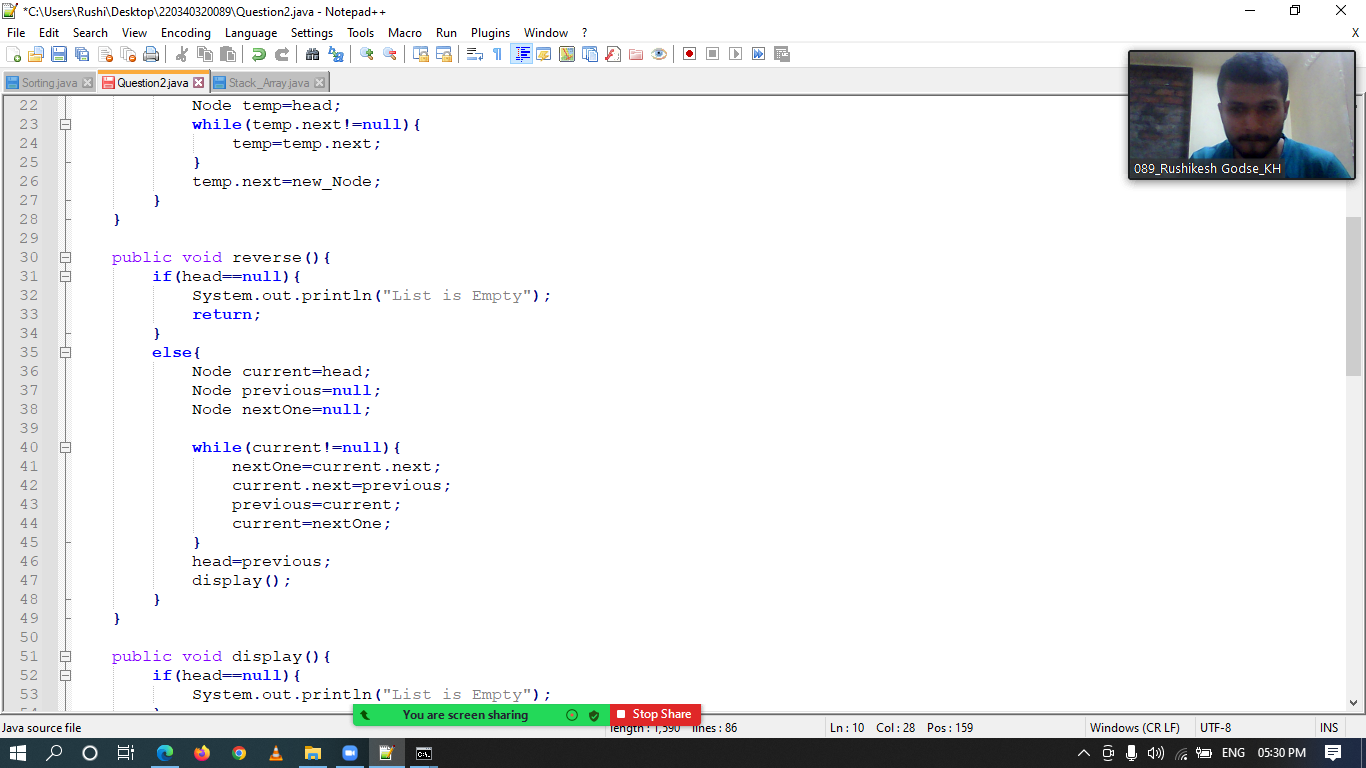 *C:\Users\Rushi\Desktop\220340320089\Question2.java - Notepad++
File Edit Search View Encoding Language Settings Tools Macro Run Plugins Window ? X
Sorting.java Question2.java Stack_Array.java
22 Node temp=head;
23 while(temp.next!=null){
24 temp=temp.next;
25 }
26 temp.next=new_Node;
27 }
28 }
29
30 public void reverse(){
31 if(head==null){
32 System.out.println("List is Empty");
33 return;
34 }
35 else{
36 Node current=head;
37 Node previous=null;
38 Node nextOne=null;
39
40 while(current!=null){
41 nextOne=current.next;
42 current.next=previous;
43 previous=current;
44 current=nextOne;
45 }
46 head=previous;
47 display();
48 }
49 }
50
51 public void display(){
52 if(head==null){
53 System.out.println("List is Empty");
089_Rushikesh Godse_KH
You are screen sharing Stop Share
Java source file length : 1,590 lines : 86 Ln : 10 Col : 28 Pos : 159 Windows (CR LF) UTF-8 INS
ENG 05:30 PM